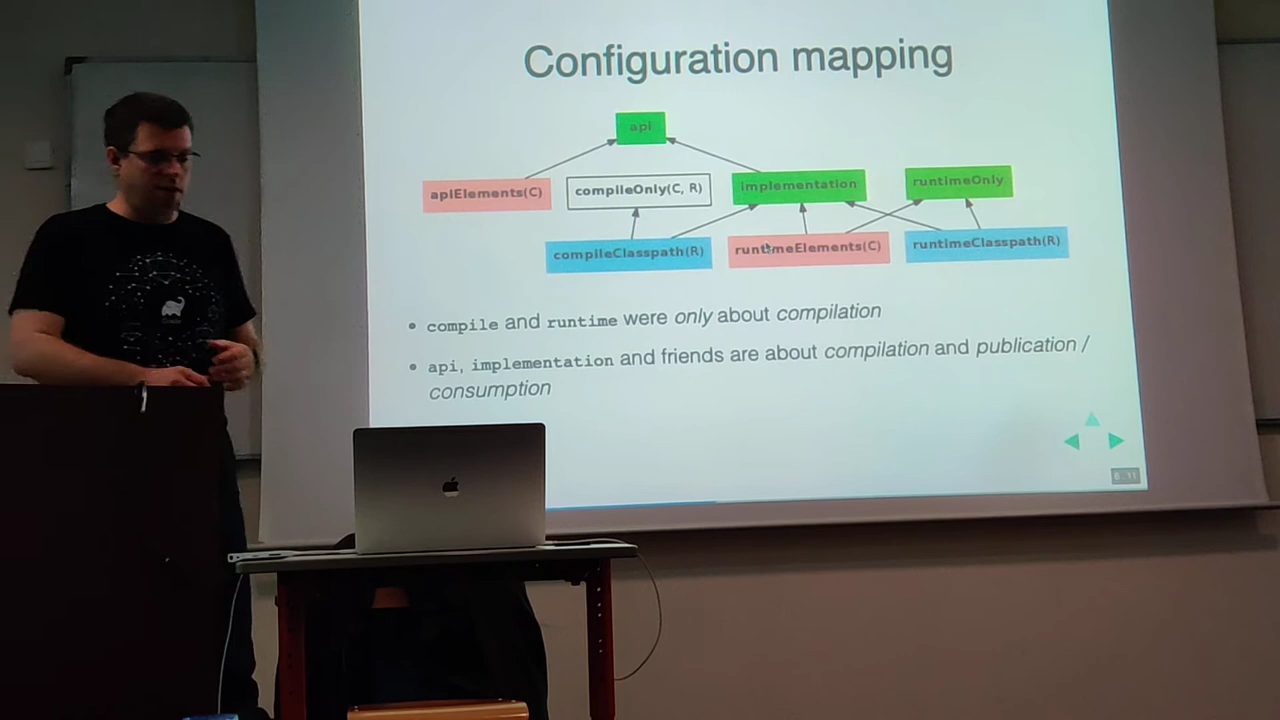 Configuration mapping
api
apiElements(C)
compileOnly(C, R)
implementation
runtimeOnly
compileClasspath(R)
runtimeElements(C)
runtimeClasspath(R)
• compile and runtime were only about compilation
• api, implementation and friends are about compilation and publication /
consumption